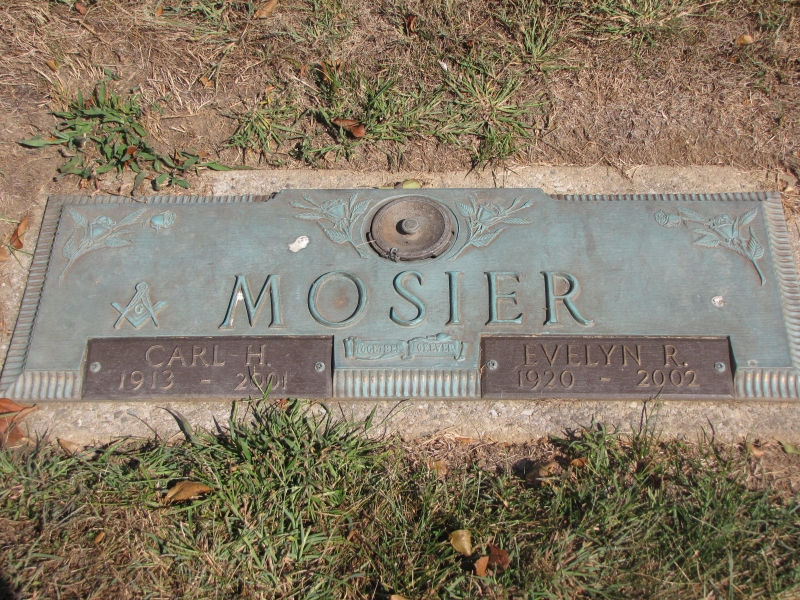 MOSIER
TOGETHER FOREVER
CARL H.
1913 - 2001
EVELYN R.
1920 - 2002